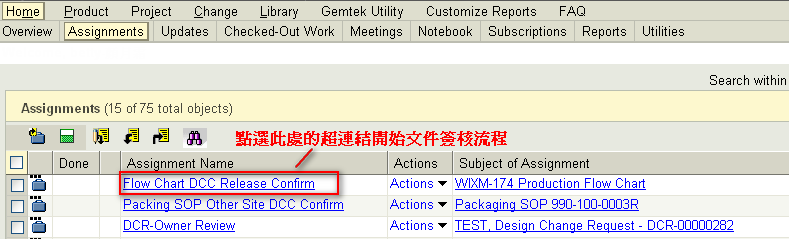 Home Product Project Change Library Gemtek Utility Customize Reports FAQ
Overview Assignments Updates Checked-Out Work Meetings Notebook Subscriptions Reports Utilities
Search within
Assignments (15 of 75 total objects)
點選此處的超連結開始文件簽核流程
Done Assignment Name Actions Subject of Assignment
Flow Chart DCC Release Confirm Actions WIXM-174 Production Flow Chart
Packing SOP Other Site DCC Confirm Actions Packaging SOP 990-100-0003R
DCR-Owner Review Actions TEST, Design Change Request - DCR-00000282